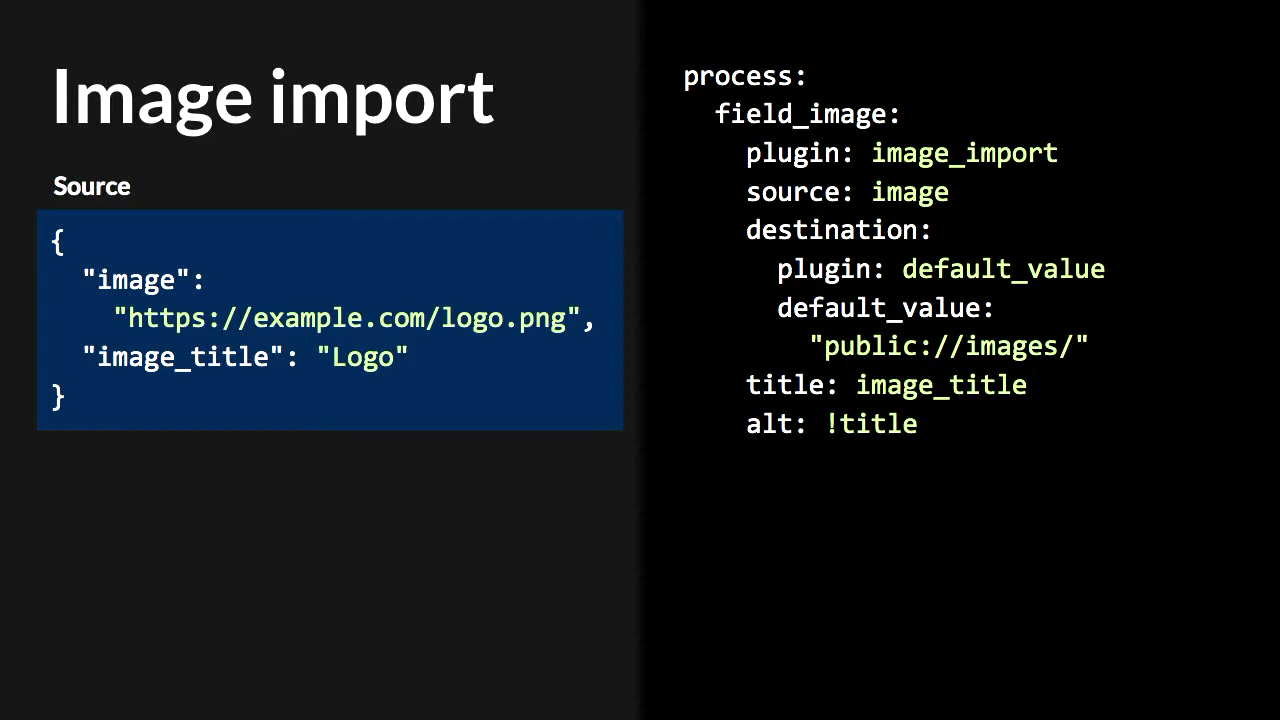 Image import
Source
{
"image":
"https://example.com/logo.png",
"image_title": "Logo"
}
process:
field_image:
plugin: image_import
source: image
destination:
plugin: default_value
default_value:
"public://images/"
title: image_title
alt: !title